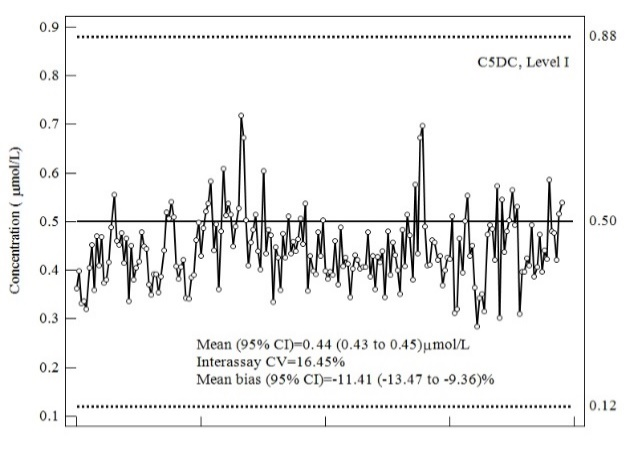 0.9
0.88
C5DC, Level I
0.8
0.7
0.6
0.5
0.50
0.4
0.3
0.2
0.1
0.12
Concentration ( μmol/L)
Mean (95% CI)=0.44 (0.43 to 0.45)μmol/L
Interassay CV=16.45%
Mean bias (95% CI)=-11.41 (-13.47 to -9.36)%